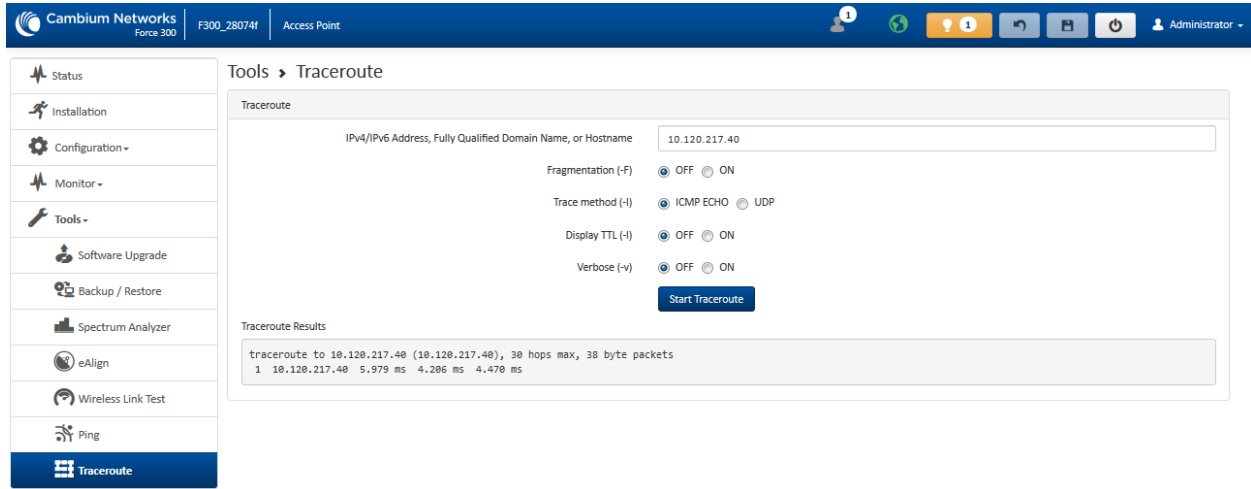 Cambium Networks
Force 300
F300_28074f
Access Point
1
1
Administrator
Status
Installation
Configuration
Monitor
Tools
Software Upgrade
Backup / Restore
Spectrum Analyzer
eAlign
Wireless Link Test
Ping
Traceroute
Tools > Traceroute
Traceroute
IPv4/IPv6 Address, Fully Qualified Domain Name, or Hostname 10.120.217.40
Fragmentation (-F) OFF ON
Trace method (-I) ICMP ECHO UDP
Display TTL (-l) OFF ON
Verbose (-v) OFF ON
Start Traceroute
Traceroute Results
traceroute to 10.120.217.40 (10.120.217.40), 30 hops max, 38 byte packets
1 10.120.217.40 5.979 ms 4.206 ms 4.470 ms